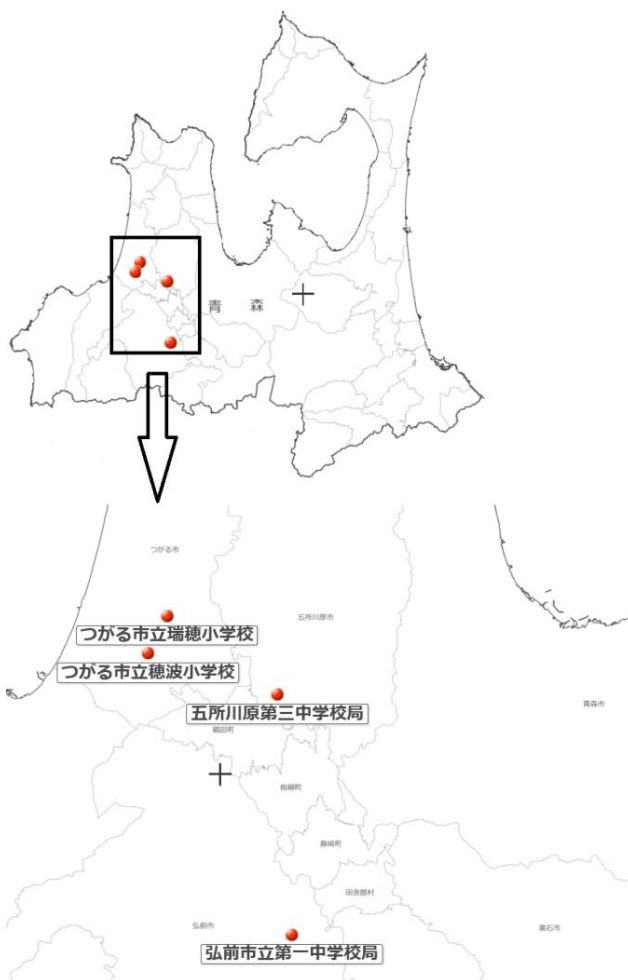 青森
つがる市
つがる市立瑞穂小学校
五所川原市
つがる市立穂波小学校
五所川原第三中学校局
青森市
鶴田町
板柳町
藤崎町
田舎館村
弘前市
黒石市
弘前市立第一中学校局